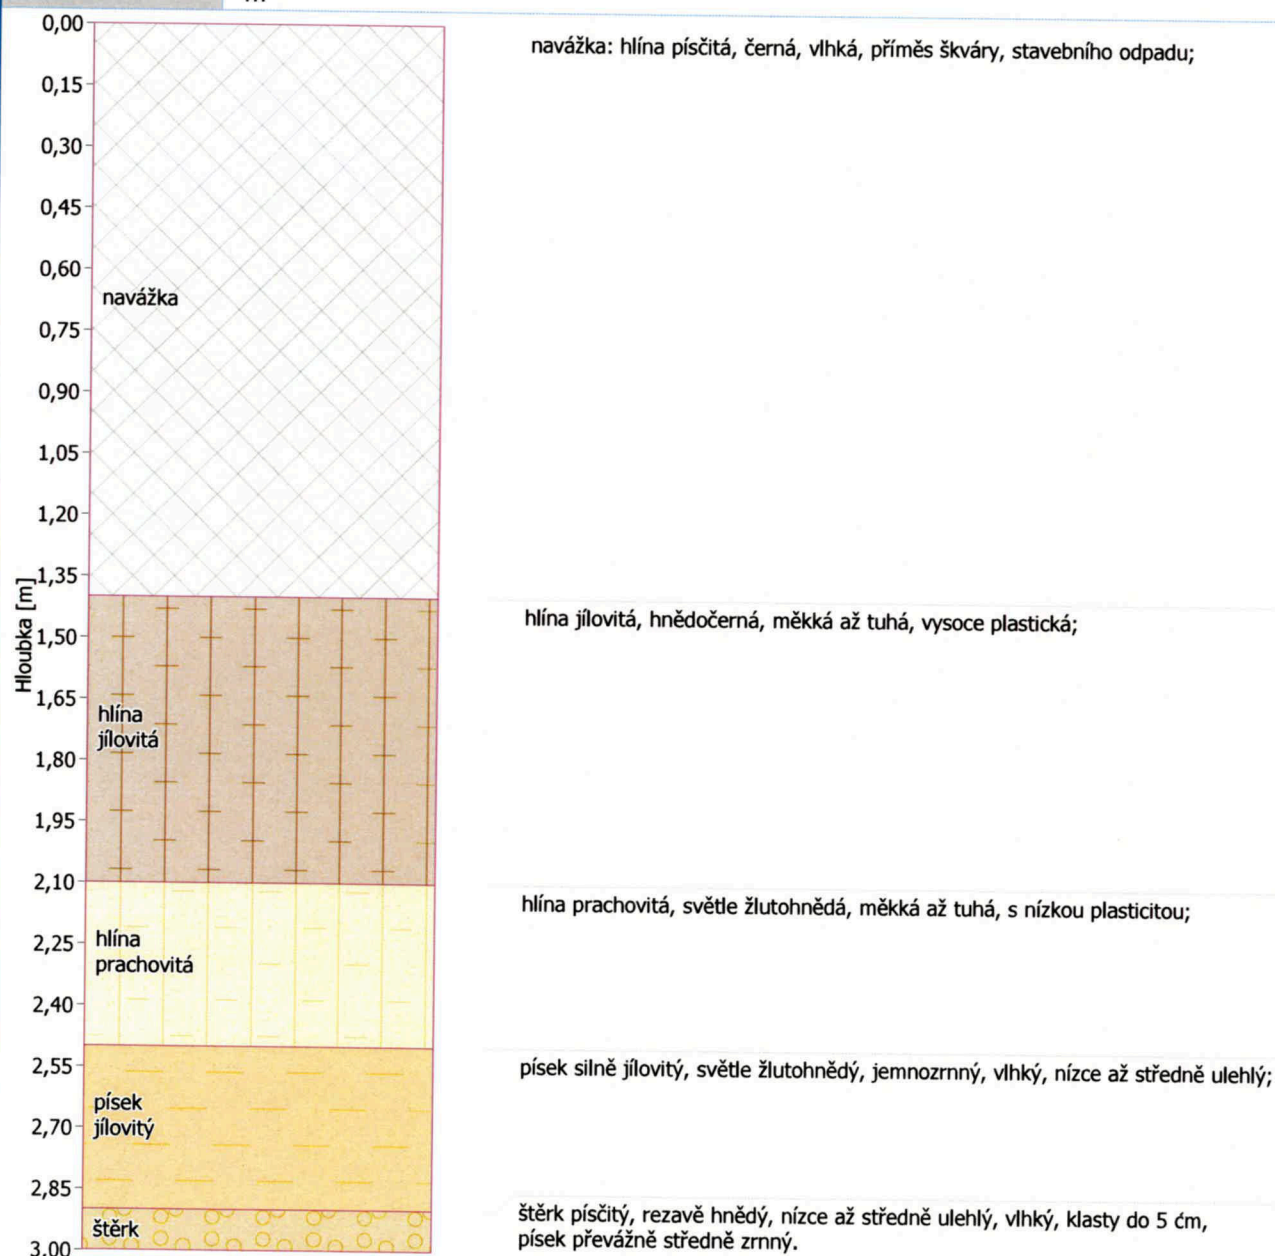 0,00
navážka: hlína písčitá, černá, vlhká, příměs škváry, stavebního odpadu;
0,15
0,30
0,45
0,60
navážka
0,75
0,90
1,05
1,20
1,35
Hloubka [m]
hlína jílovitá, hnědočerná, měkká až tuhá, vysoce plastická;
1,50
1,65
hlína
jílovitá
1,80
1,95
2,10
hlína prachovitá, světle žlutohnědá, měkká až tuhá, s nízkou plasticitou;
2,25
hlína
prachovitá
2,40
2,55
písek silně jílovitý, světle žlutohnědý, jemnozrnný, vlhký, nízce až středně ulehlý;
písek
jílovitý
2,70
2,85
štěrk písčitý, rezavě hnědý, nízce až středně ulehlý, vlhký, klasty do 5 cm,
písek převážně středně zrnný.
štěrk
3,00